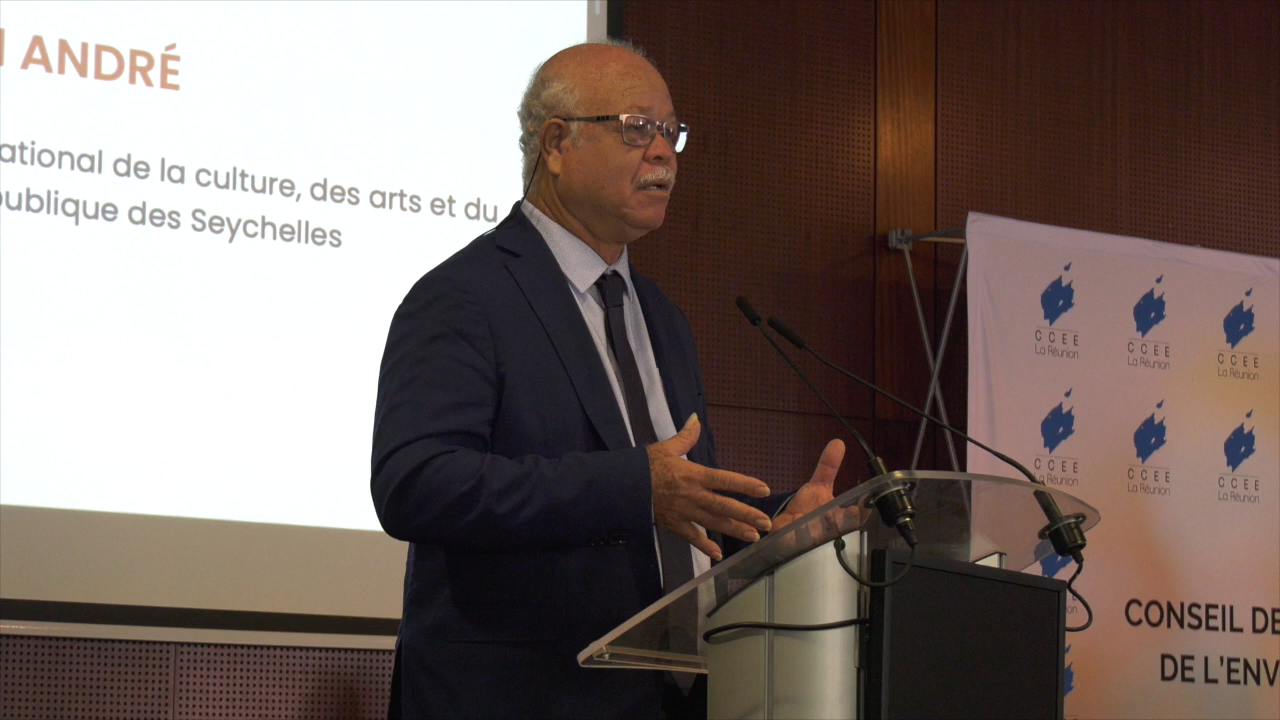 ANDRÉ
ational de la culture, des arts et du
publique des Seychelles
CCEE
La Réunion
CCEE
La Réunion
CCEE
La Réunion
CCEE
La Réunion
CCEE
La Réunion
CCEE
La Réunion
CONSEIL DE
DE L'ENV